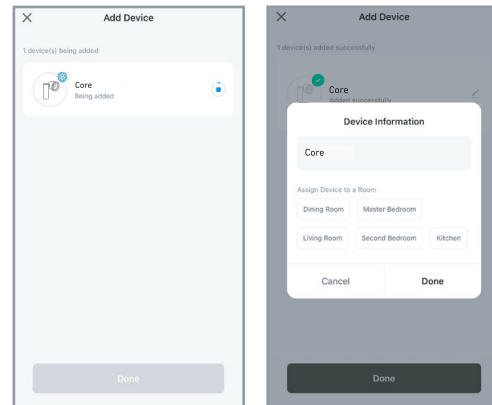 Add Device
1 device(s) being added
Core
Being added
Done
Add Device
1 device(s) added successfully
Core
Added successfully
Device Information
Core
Assign Device to a Room
Dining Room Master Bedroom
Living Room Second Bedroom Kitchen
Cancel Done
Done